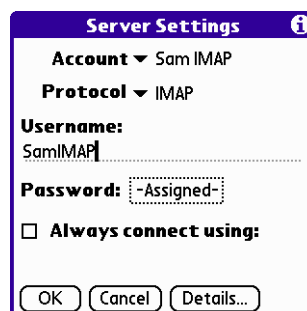 Server Settings
Account Sam IMAP
Protocol IMAP
Username:
SamIMAP
Password: -Assigned-
Always connect using:
OK Cancel Details...